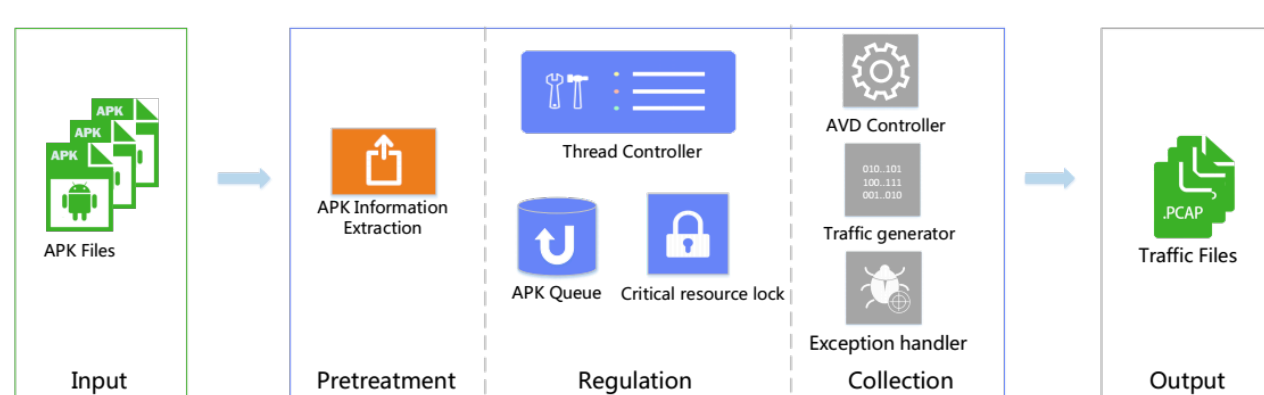 APK
APK
APK
APK Files
Input
APK Information
Extraction
Pretreatment
Thread Controller
APK Queue
Critical resource lock
Regulation
AVD Controller
010..101
100..111
001..010
Traffic generator
Exception handler
Collection
.PCAP
Traffic Files
Output